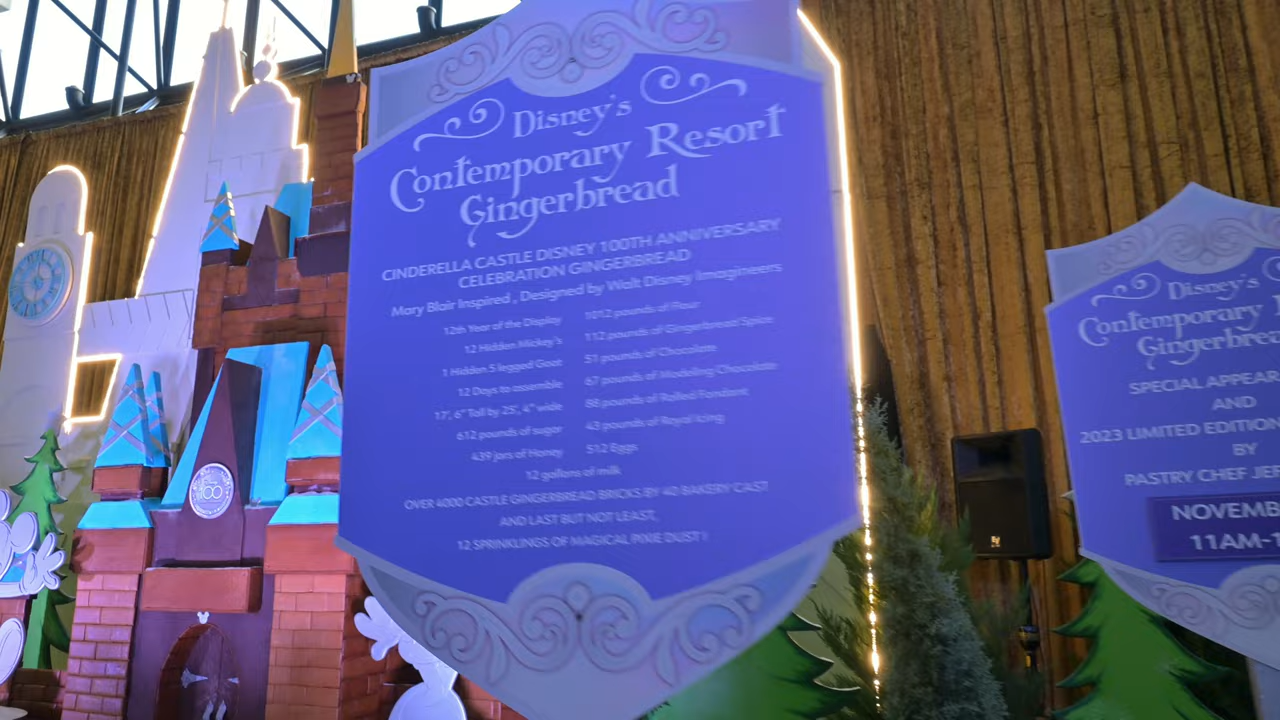 Disney's
Contemporary Resort
Gingerbread
CINDERELLA CASTLE DISNEY 100TH ANNIVERSARY
CELEBRATION GINGERBREAD
Mary Blair Inspired , Designed by Walt Disney Imagineers
12th Year of the Display
12 Hidden Mickey's
1 Hidden 5 legged Goat
12 Days to assemble
17', 6" Tall by 25', 4" wide
612 pounds of sugar
439 jars of Honey
1012 pounds of Flour
112 pounds of Gingerbread Spice
51 pounds of Chocolate
67 pounds of Modeling Chocolate
88 pounds of Rolled Fondant
43 pounds of Royal Icing
512 Eggs
12 gallons of milk
OVER 4000 CASTLE GINGERBREAD BRICKS BY 40 BAKERY CAST
AND LAST BUT NOT LEAST,
12 SPRINKLINGS OF MAGICAL PIXIE DUST !
100
Disney's
Contemporary
Gingerbrea
SPECIAL APPEAR
AND
2023 LIMITED EDITION
BY
PASTRY CHEF JE
NOVEMB
11AM-1